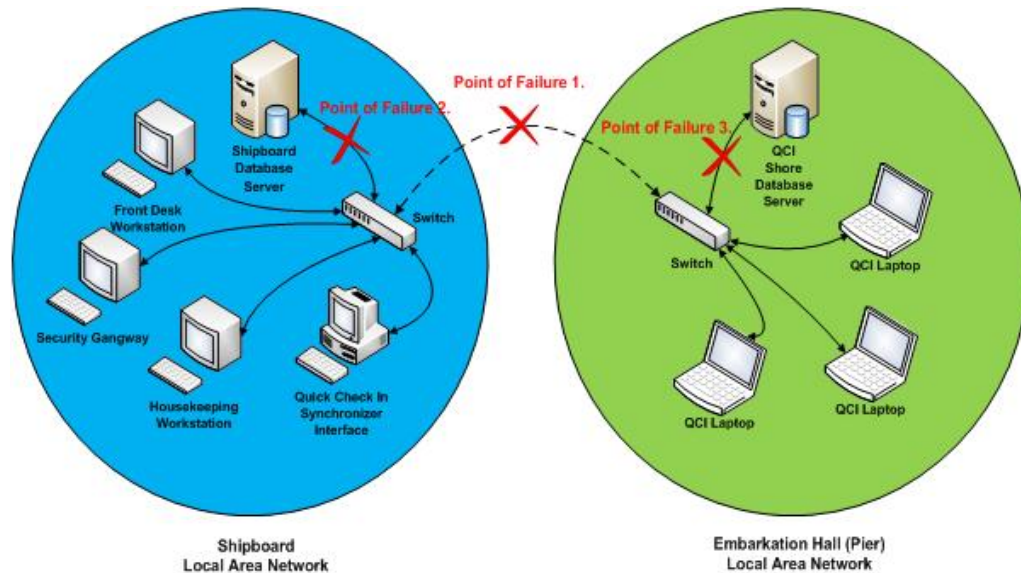 Point of Failure 1.
Point of Failure 2.
Point of Failure 3.
Shipboard
Database
Server
QCI
Shore
Database
Server
Front Desk
Workstation
Switch
Switch
QCI Laptop
Security Gangway
Housekeeping
Workstation
Quick Check In
Synchronizer
Interface
QCI Laptop
QCI Laptop
Shipboard
Local Area Network
Embarkation Hall (Pier)
Local Area Network